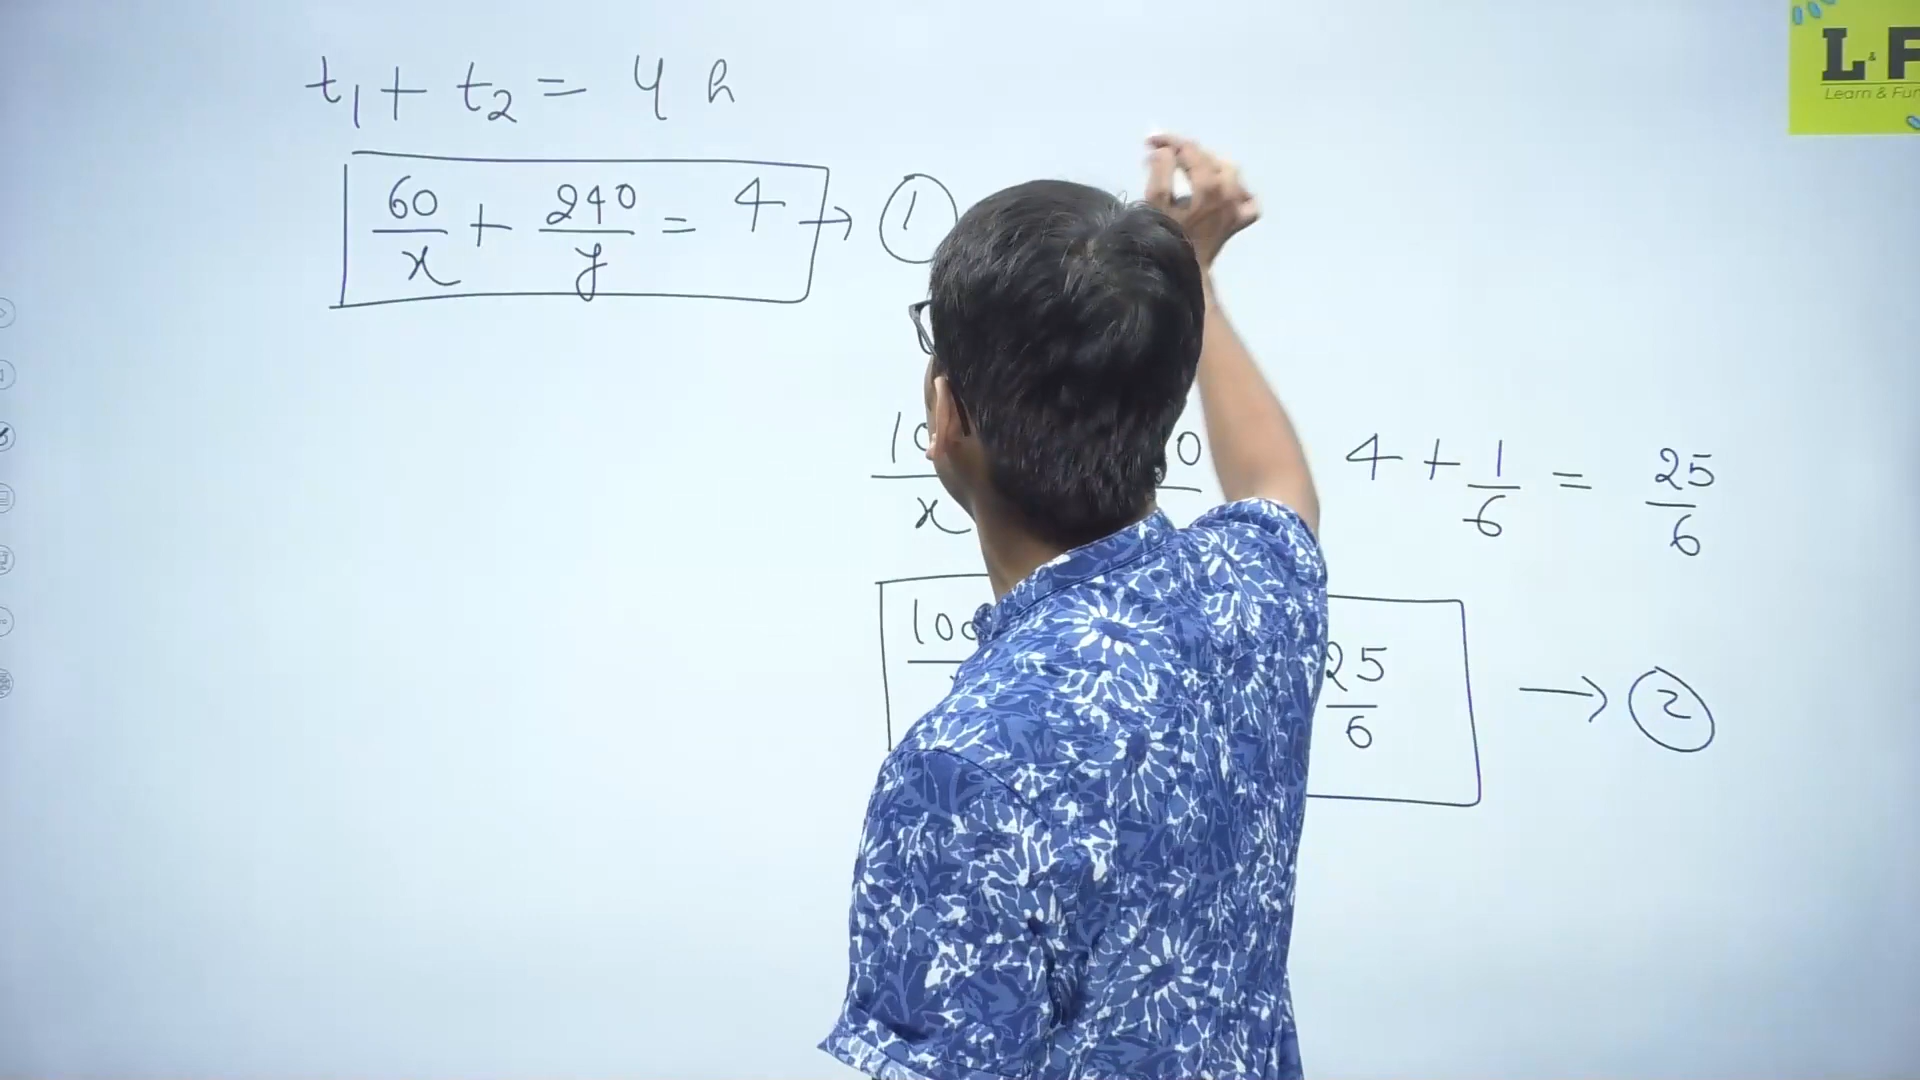 t₁ + t₂ = 4 h
60/x + 240/y = 4 → ①
x 4 + 1/6 = 25/6
25/6 → ②
L & F
Learn & Fun